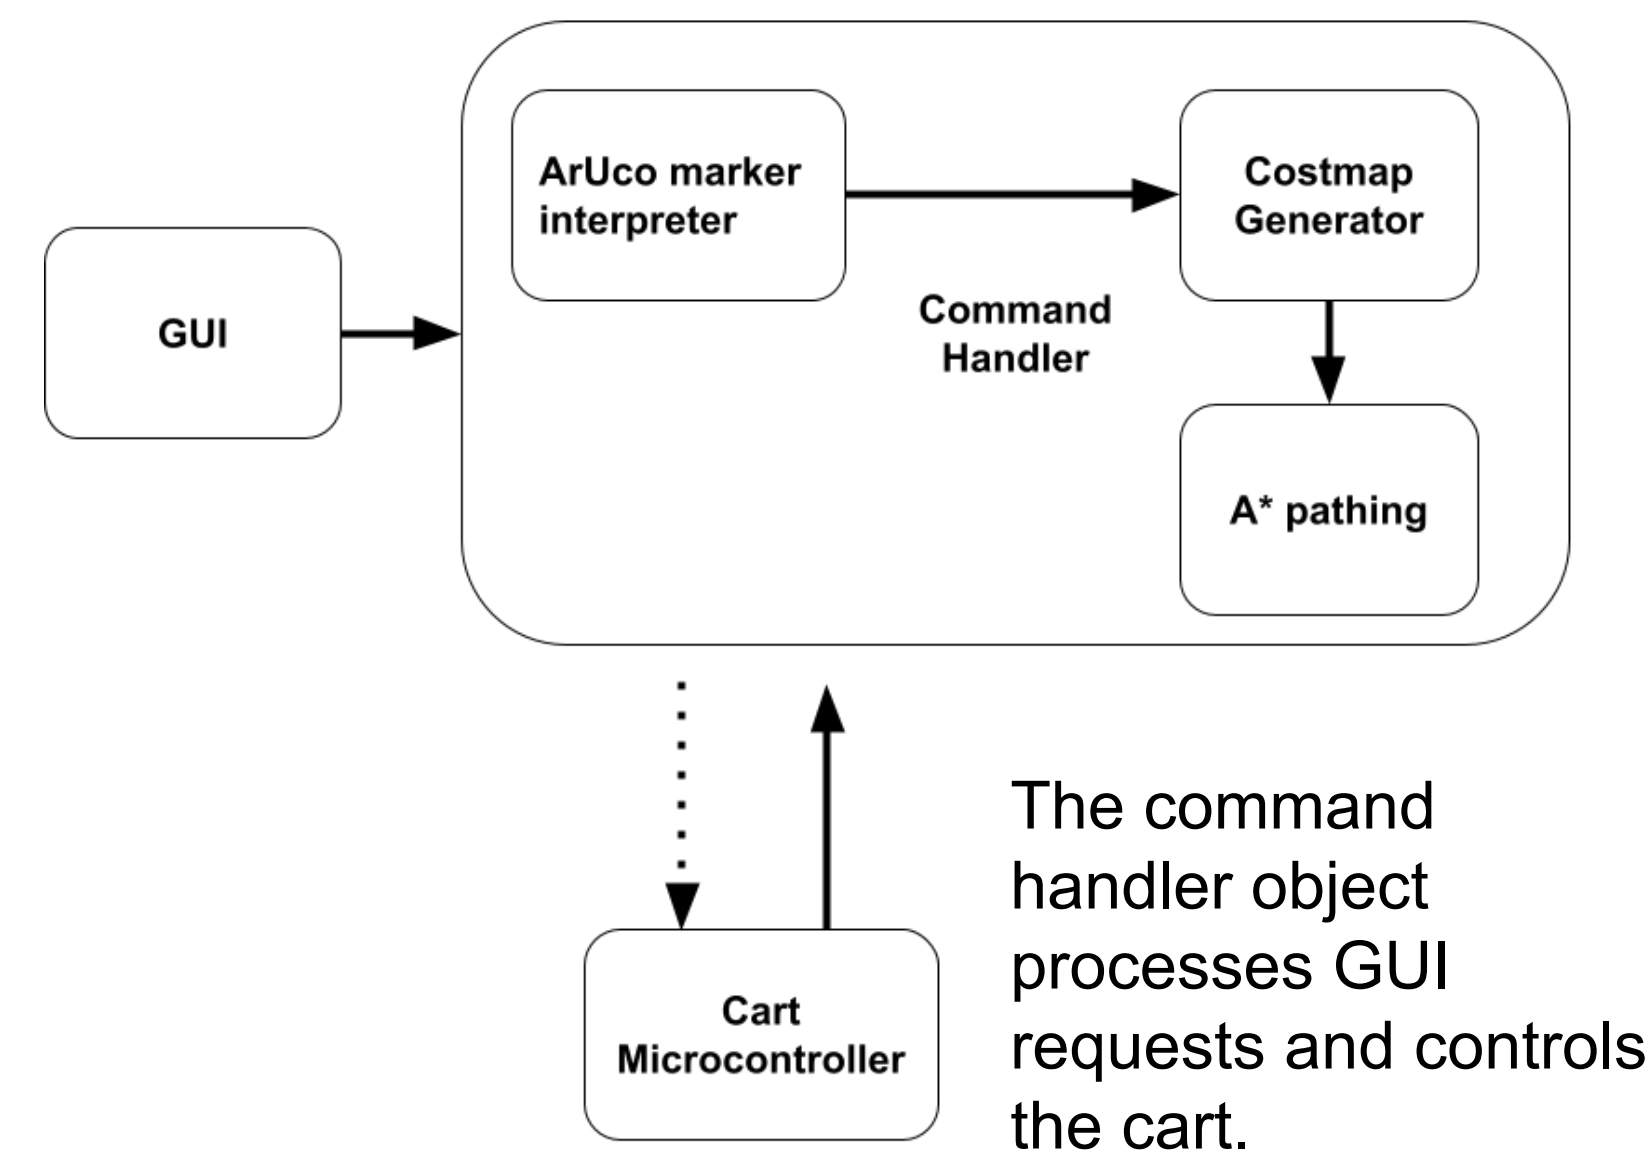 ArUco marker
interpreter
Costmap
Generator
GUI
Command
Handler
A* pathing
Cart
Microcontroller
The command
handler object
processes GUI
requests and controls
the cart.